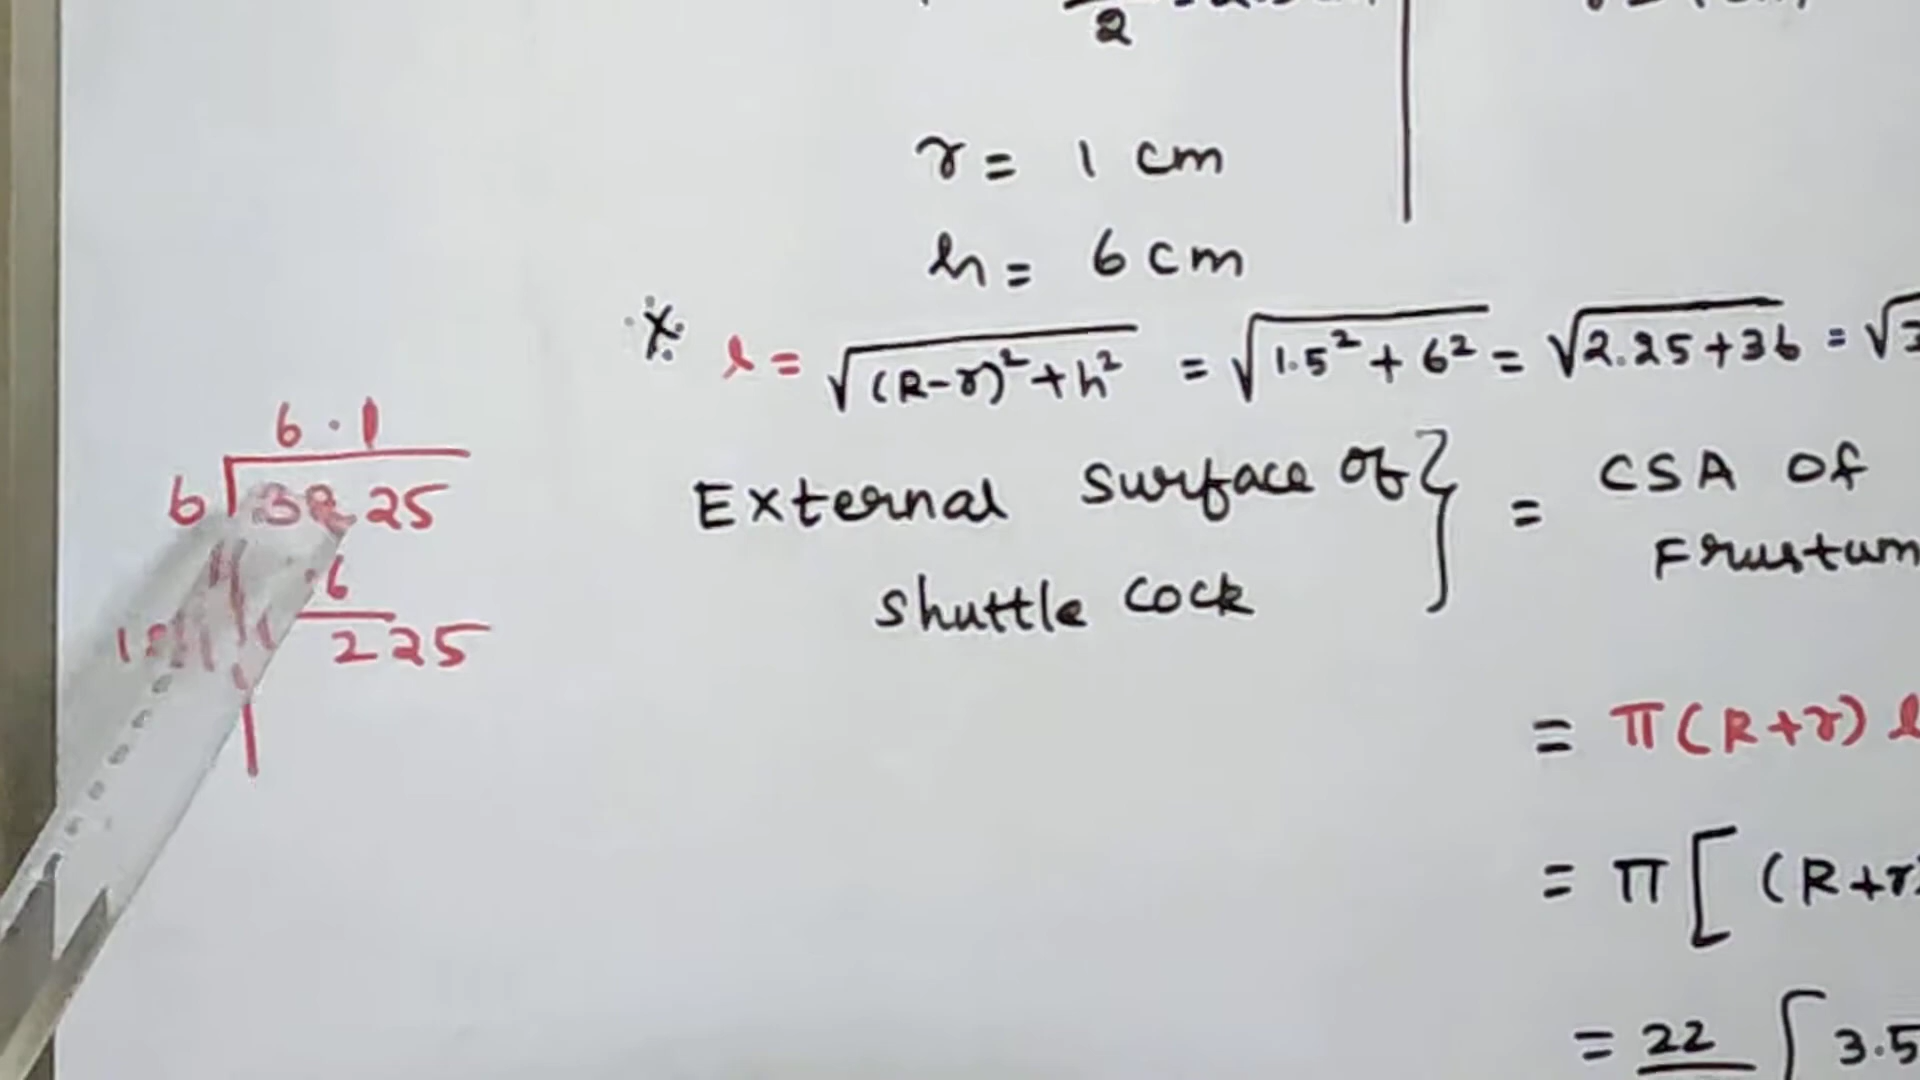 2
r = 1 cm
h = 6 cm
l = √(R-r)² + h² = √1.5² + 6² = √2.25 + 36 = √3
6.1
6 38.25
External surface of } = CSA of
Shuttle cock Frustum
6
225
= π (R+r) l
= π [ (R+r)
= 22 [ 3.5